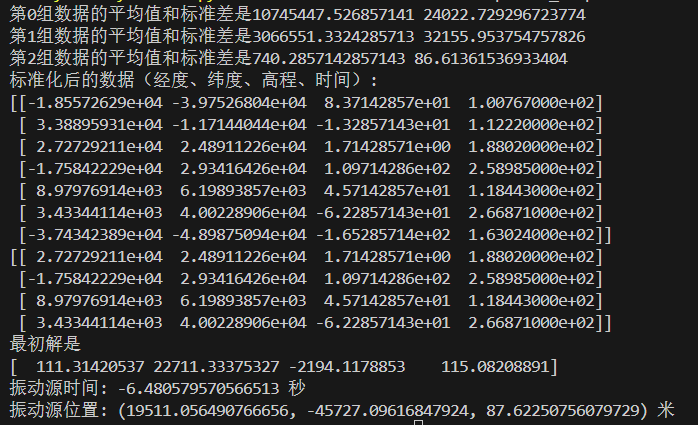 第0组数据的平均值和标准差是10745447.526857141 24022.729296723774
第1组数据的平均值和标准差是3066551.3324285713 32155.953754757826
第2组数据的平均值和标准差是740.2857142857143 86.61361536933404
标准化后的数据（经度、纬度、高程、时间）:
[[-1.85572629e+04 -3.97526804e+04  8.37142857e+01  1.00767000e+02]
 [ 3.38895931e+04 -1.17144044e+04 -1.32857143e+01  1.12220000e+02]
 [ 2.72729211e+04  2.48911226e+04  1.71428571e+00  1.88020000e+02]
 [-1.75842229e+04  2.93416426e+04  1.09714286e+02  2.58985000e+02]
 [ 8.97976914e+03  6.19893857e+03  4.57142857e+01  1.18443000e+02]
 [ 3.43344114e+03  4.00228906e+04 -6.22857143e+01  2.66871000e+02]
 [-3.74342389e+04 -4.89875094e+04 -1.65285714e+02  1.63024000e+02]]
[[ 2.72729211e+04  2.48911226e+04  1.71428571e+00  1.88020000e+02]
 [-1.75842229e+04  2.93416426e+04  1.09714286e+02  2.58985000e+02]
 [ 8.97976914e+03  6.19893857e+03  4.57142857e+01  1.18443000e+02]
 [ 3.43344114e+03  4.00228906e+04 -6.22857143e+01  2.66871000e+02]]
最初解是
[  111.31420537 22711.33375327 -2194.1178853    115.08208891]
振动源时间: -6.480579570566513 秒
振动源位置: (19511.056490766656, -45727.09616847924, 87.62250756079729) 米